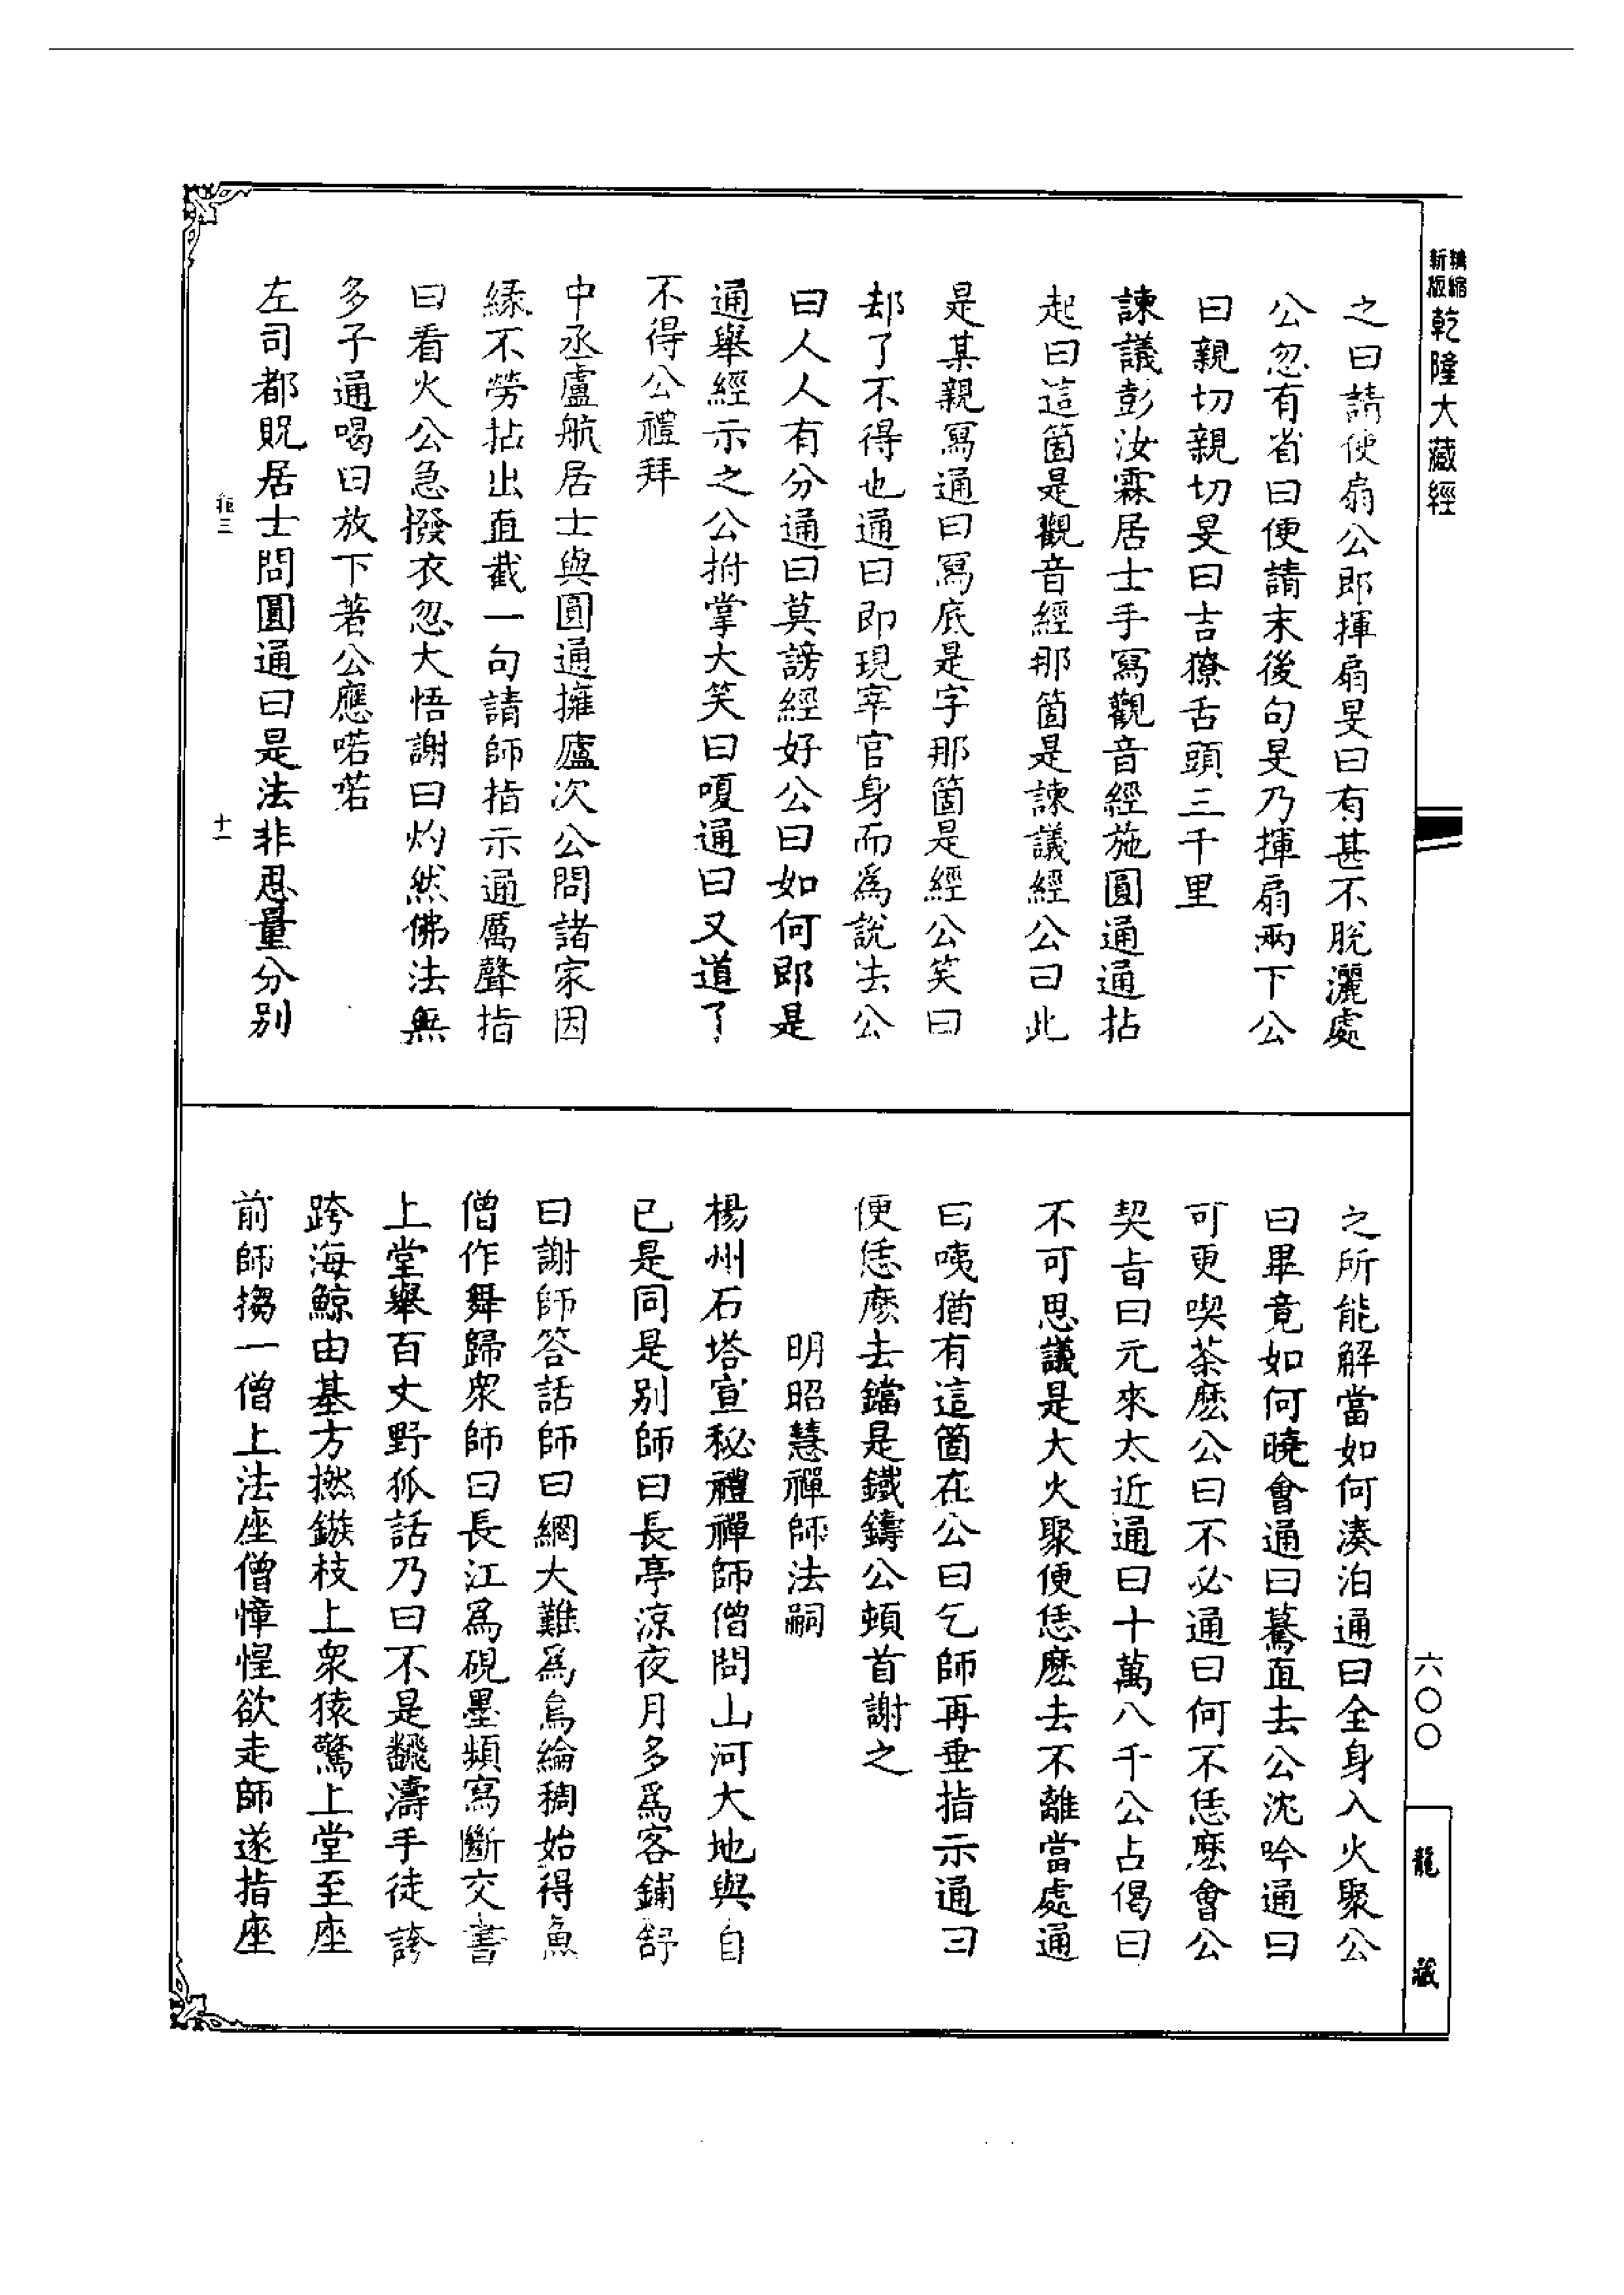 精縮新版乾隆大藏經
之曰請使扇公即揮扇旻曰有甚不脫灑處
公忽有省曰便請末後句旻乃揮扇兩下公
曰親切親切旻曰吉獠舌頭三千里
諫議彭汝霖居士手寫觀音經施圓通通拈
起曰這箇是觀音經那箇是諫議經公曰此
是某親寫通曰寫底是字那箇是經公笑曰
却了不得也通曰即現宰官身而為說法公
曰人人有分通曰莫謗經好公曰如何即是
通舉經示之公拊掌大笑曰嗄通曰又道了
不得公禮拜
中丞盧航居士與圓通擁爐次公問諸家因
緣不勞拈出直截一句請師指示通厲聲指
曰看火公急撥衣忽大悟謝曰灼然佛法無
多子通喝曰放下著公應喏喏
左司都貺居士問圓通曰是法非思量分別
十一
之所能解當如何湊泊通曰全身入火聚公
曰畢竟如何曉會通曰驀直去公沈吟通曰
可更喫茶麼公曰不必通曰何不恁麼會公
契旨曰元來太近通曰十萬八千公占偈曰
不可思議是大火聚便恁麼去不離當處通
曰咦猶有這箇在公曰乞師再垂指示通曰
便恁麼去鐺是鐵鑄公頓首謝之
明昭慧禪師法嗣
楊州石塔宣秘禮禪師僧問山河大地與自
己是同是別師曰長亭涼夜月多為客鋪舒
曰謝師答話師曰網大難為鳥綸稠始得魚
僧作舞歸眾師曰長江為硯墨頻寫斷交書
上堂舉百丈野狐話乃曰不是飜濤手徒誇
跨海鯨由基方撚鏃枝上眾猿驚上堂至座
前師搊一僧上法座僧慞惶欲走師遂指座
六〇〇
龍藏